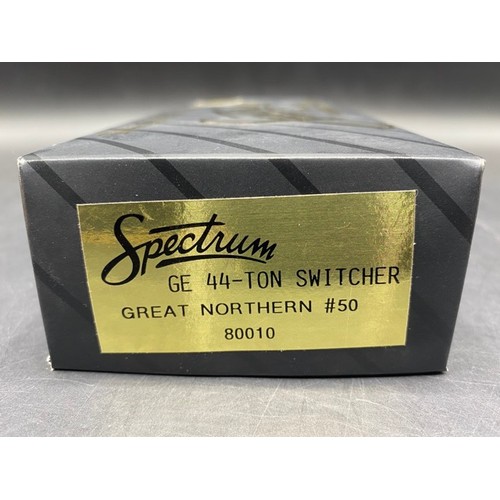 Spectrum
GE 44-TON SWITCHER
GREAT NORTHERN #50
80010